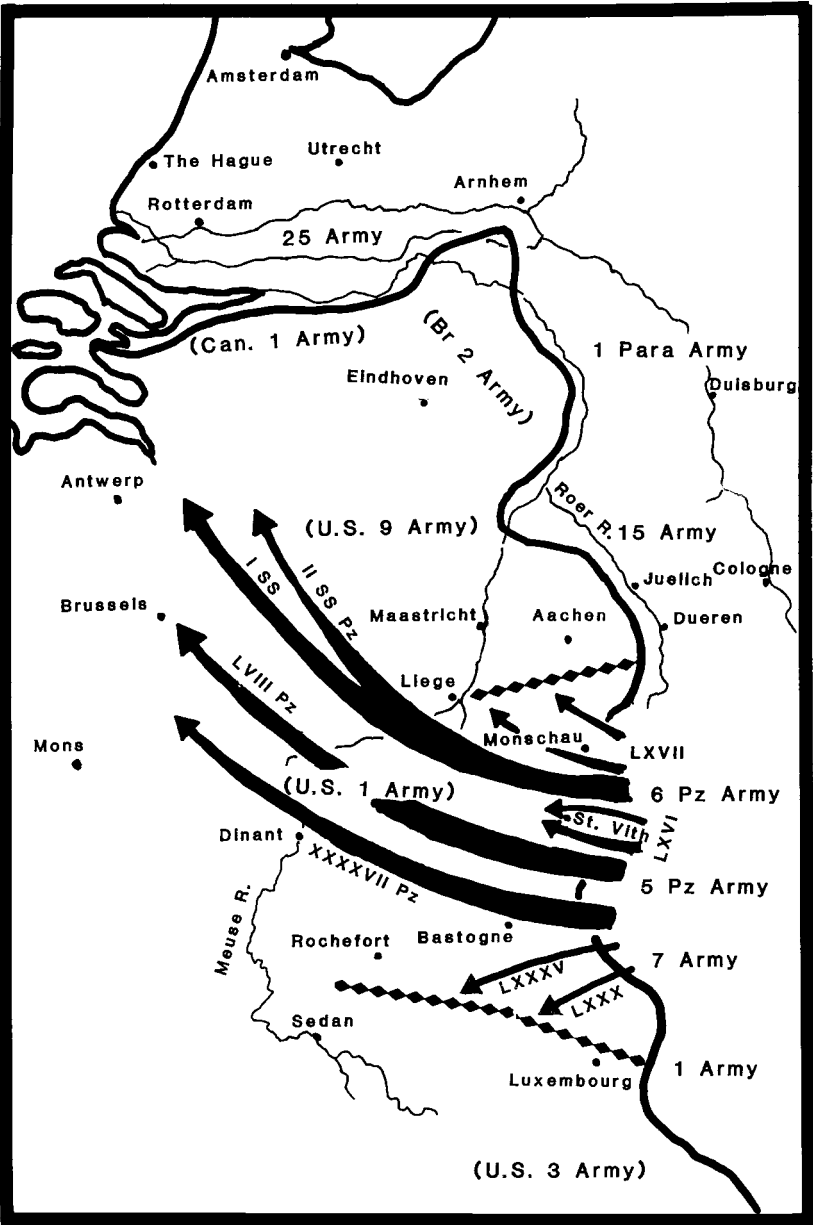 Amsterdam
The Hague
Utrecht
Arnhem
Rotterdam
25 Army
(Can. 1 Army)
(Br 2 Army)
1 Para Army
Eindhoven
Duisburg
Antwerp
Roer R.
(U.S. 9 Army)
15 Army
I SS
II SS Pz
Juelich
Cologne
Brussels
Maastricht
Aachen
Dueren
LVIII Pz
Liege
Mons
Monschau
LXVII
(U.S. 1 Army)
6 Pz Army
St. Vith
LXVI
Dinant
XXXXVII Pz
5 Pz Army
Meuse R.
Rochefort
Bastogne
7 Army
LXXXV
LXXX
Sedan
Luxembourg
1 Army
(U.S. 3 Army)